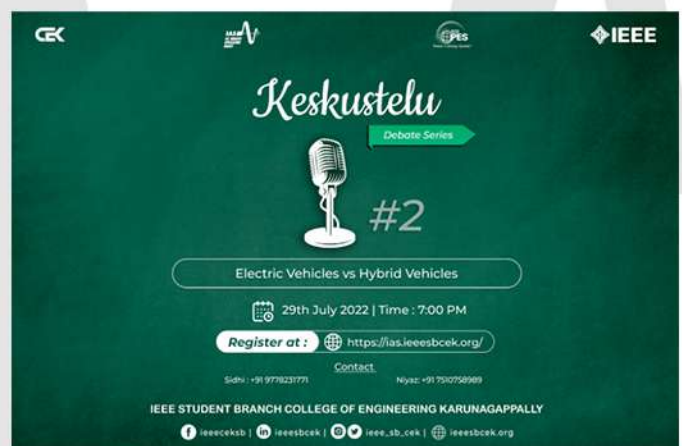 CEK
IAS
PES
IEEE
Keskustelu
Debate Series
#2
Electric Vehicles vs Hybrid Vehicles
29th July 2022 | Time : 7:00 PM
Register at : https://ias.ieeesbcek.org/
Contact
Sidhi : +91 9778231771 Niyaz: +91 7510758989
IEEE STUDENT BRANCH COLLEGE OF ENGINEERING KARUNAGAPPALLY
ieeeceksb | ieeesbcek | ieee_sb_cek | ieeesbcek.org